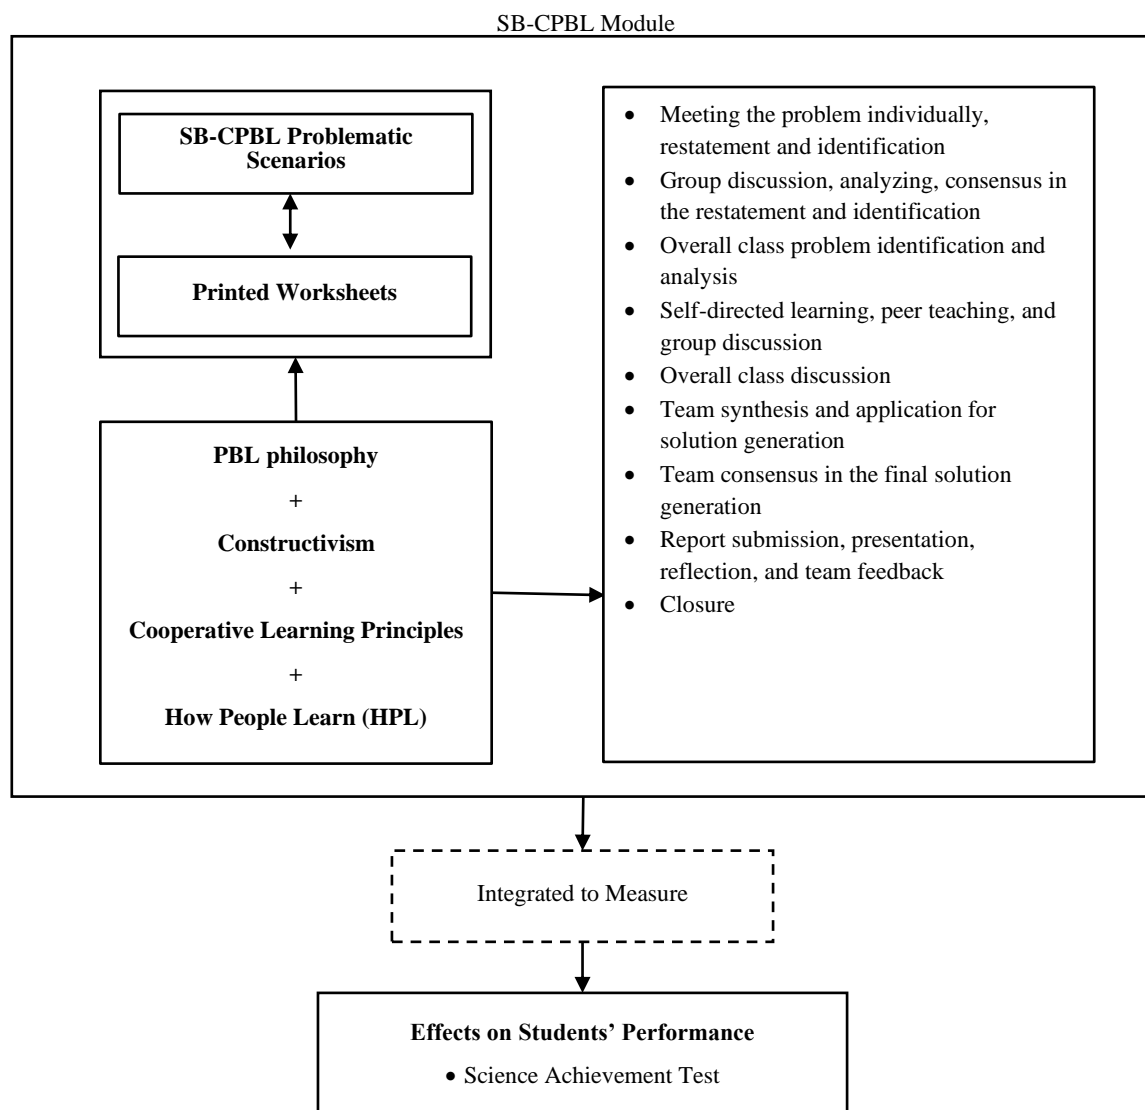 SB-CPBL Module
SB-CPBL Problematic
Scenarios
Printed Worksheets
PBL philosophy
+
Constructivism
+
Cooperative Learning Principles
+
How People Learn (HPL)
• Meeting the problem individually,
restatement and identification
• Group discussion, analyzing, consensus in
the restatement and identification
• Overall class problem identification and
analysis
• Self-directed learning, peer teaching, and
group discussion
• Overall class discussion
• Team synthesis and application for
solution generation
• Team consensus in the final solution
generation
• Report submission, presentation,
reflection, and team feedback
• Closure
Integrated to Measure
Effects on Students’ Performance
• Science Achievement Test